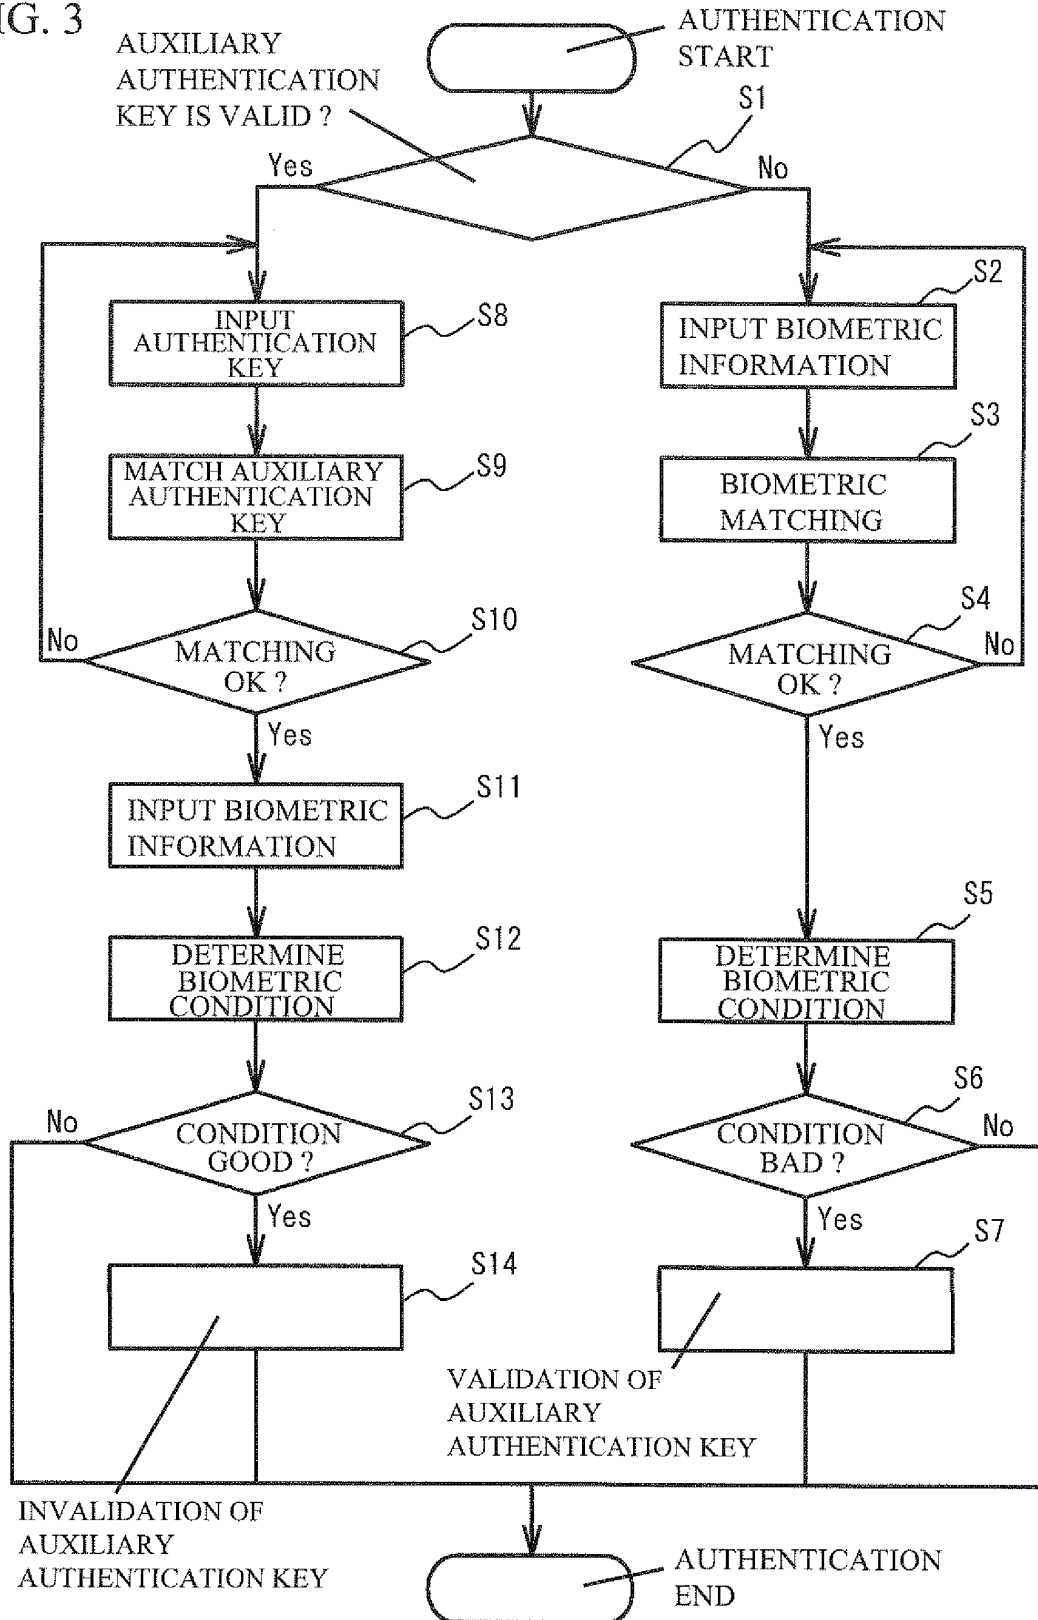 IG. 3
AUTHENTICATION
START
AUXILIARY
AUTHENTICATION
KEY IS VALID ?
S1
Yes
No
S8
INPUT
AUTHENTICATION
KEY
S2
INPUT BIOMETRIC
INFORMATION
S9
MATCH AUXILIARY
AUTHENTICATION
KEY
S3
BIOMETRIC
MATCHING
S10
No
MATCHING
OK ?
Yes
S4
No
MATCHING
OK ?
Yes
S11
INPUT BIOMETRIC
INFORMATION
S12
DETERMINE
BIOMETRIC
CONDITION
S5
DETERMINE
BIOMETRIC
CONDITION
S13
No
CONDITION
GOOD ?
Yes
S6
No
CONDITION
BAD ?
Yes
S14
S7
VALIDATION OF
AUXILIARY
AUTHENTICATION KEY
INVALIDATION OF
AUXILIARY
AUTHENTICATION KEY
AUTHENTICATION
END